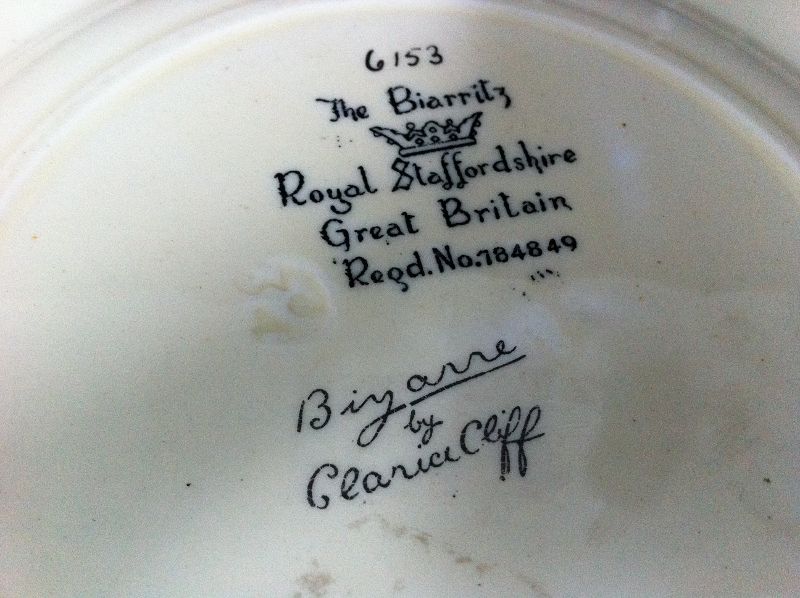 6153
The Biarritz
Royal Staffordshire
Great Britain
Regd. No. 784849
Bizarre
by
Clarice Cliff